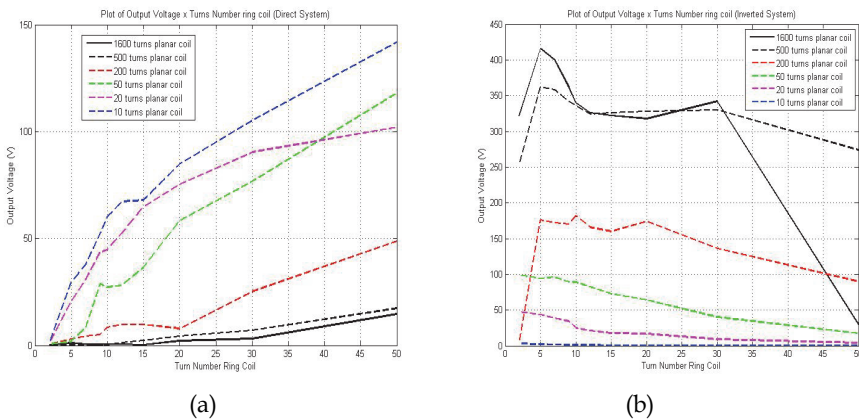 Plot of Output Voltage x Turns Number ring coil (Direct System)
150
100
50
0
Output Voltage (V)
1600 turns planar coil
500 turns planar coil
200 turns planar coil
50 turns planar coil
20 turns planar coil
10 turns planar coil
0 5 10 15 20 25 30 35 40 45 50
Turn Number Ring Coil
(a)
Plot of Output Voltage x Turns Number ring coil (Inverted System)
450
400
350
300
250
200
150
100
50
0
Output Voltage (V)
1600 turns planar coil
500 turns planar coil
200 turns planar coil
50 turns planar coil
20 turns planar coil
10 turns planar coil
0 5 10 15 20 25 30 35 40 45 50
Turn Number Ring Coil
(b)